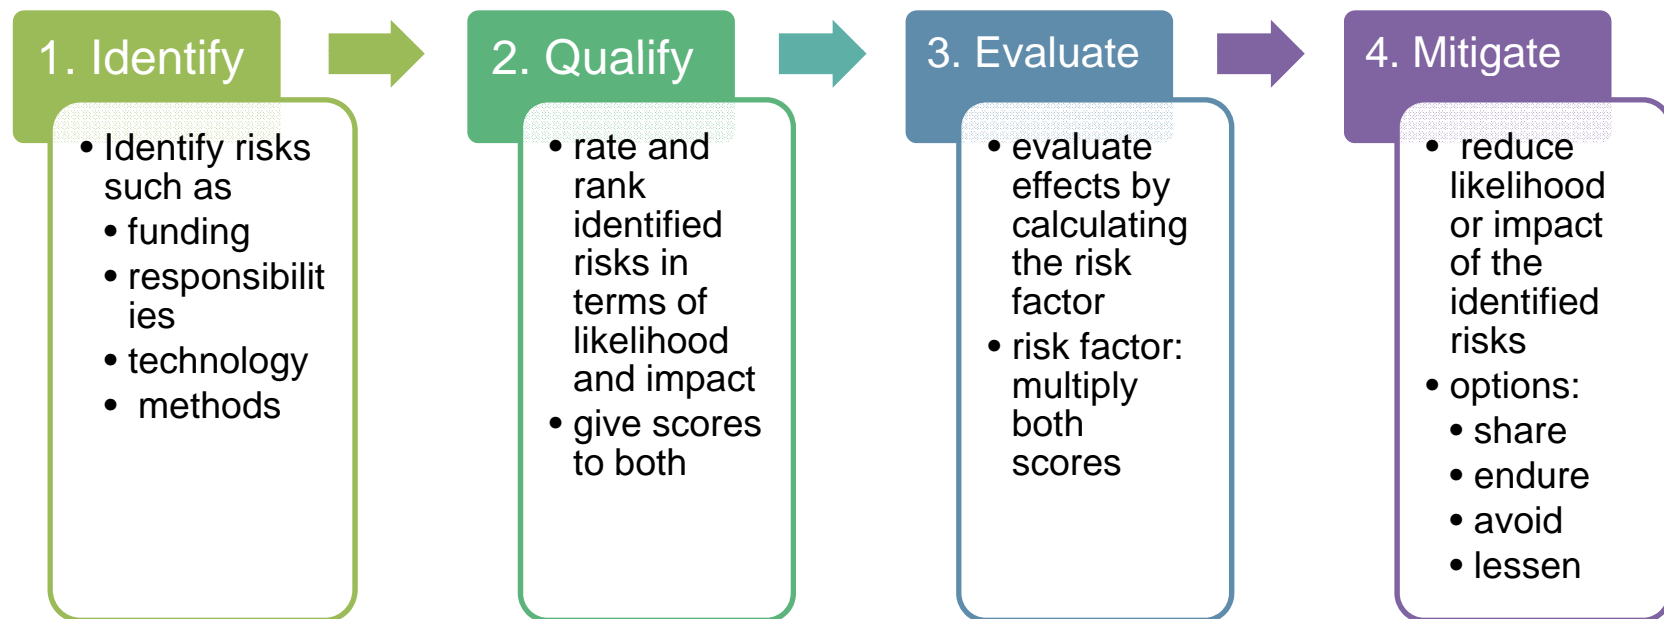 1. Identify
• Identify risks
such as
• funding
• responsibilit
ies
• technology
• methods
2. Qualify
• rate and
rank
identified
risks in
terms of
likelihood
and impact
• give scores
to both
3. Evaluate
• evaluate
effects by
calculating
the risk
factor
• risk factor:
multiply
both
scores
4. Mitigate
• reduce
likelihood
or impact
of the
identified
risks
• options:
• share
• endure
• avoid
• lessen